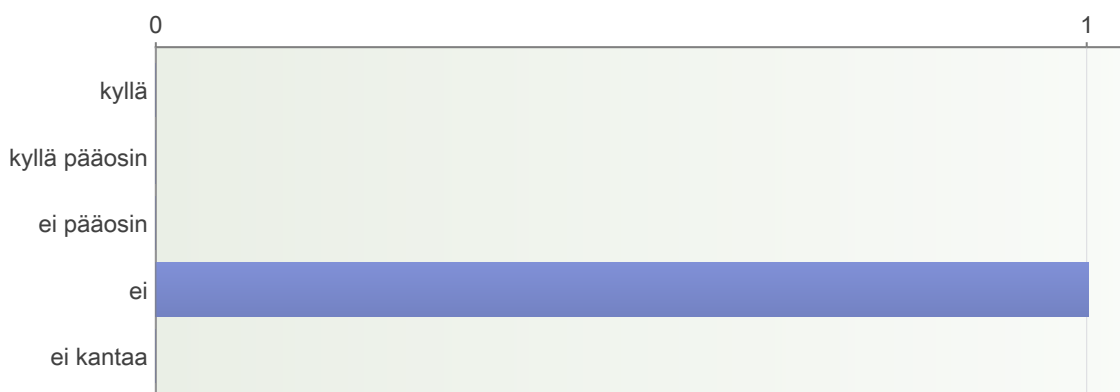 0 1
kyllä
kyllä pääosin
ei pääosin
ei
ei kantaa